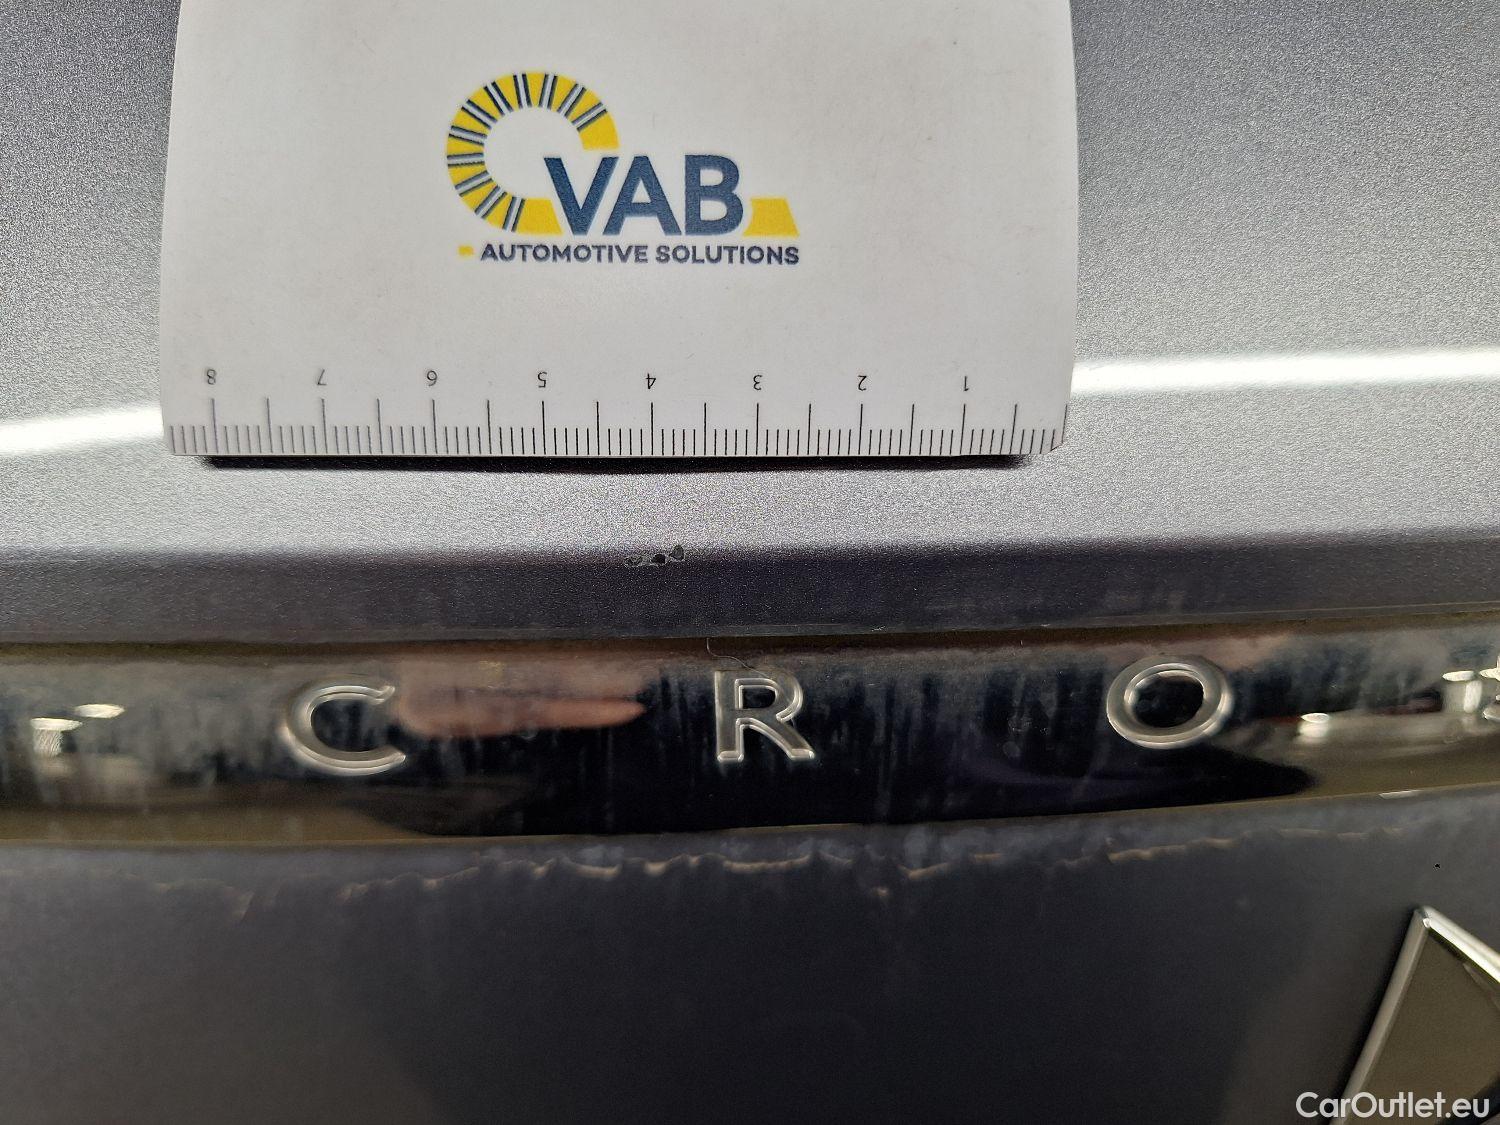 VAB
AUTOMOTIVE SOLUTIONS
8 7 6 5 4 3 2 1
C R O
CarOutlet.eu